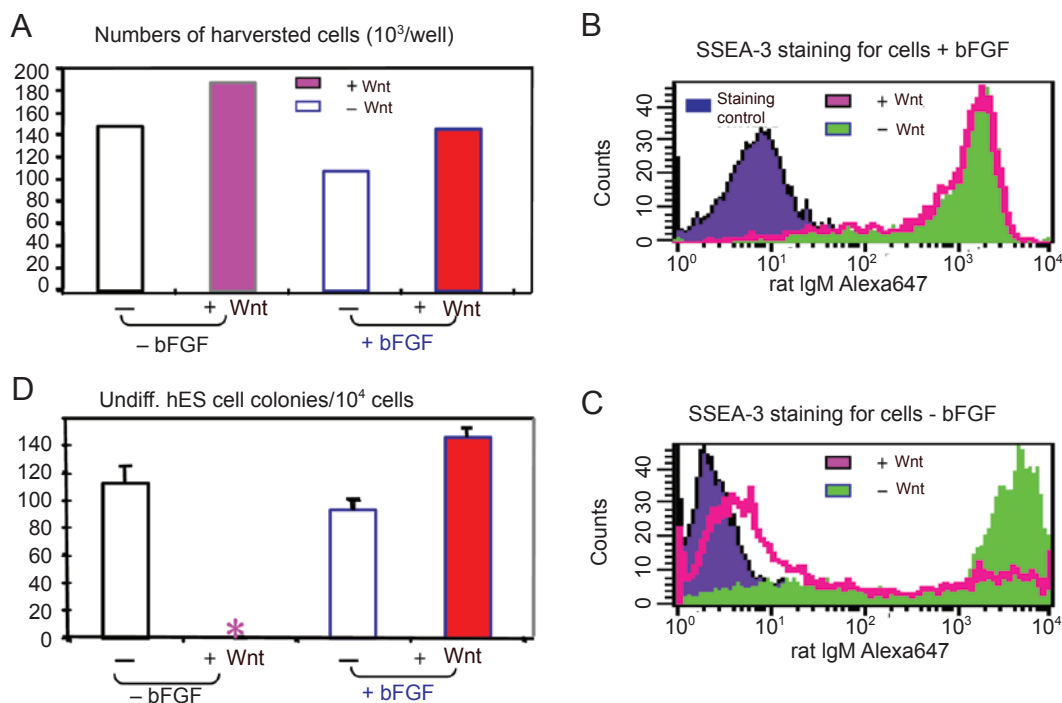 A
Numbers of harversted cells (10³/well)
200
180
160
140
120
100
80
60
40
20
0
+ Wnt
– Wnt
– + Wnt – + Wnt
– bFGF + bFGF
B
SSEA-3 staining for cells + bFGF
Staining control
+ Wnt
– Wnt
Counts
40
30
20
10
0
10⁰ 10¹ 10² 10³ 10⁴
rat IgM Alexa647
D
Undiff. hES cell colonies/10⁴ cells
140
120
100
80
60
40
20
0
*
– + Wnt – + Wnt
– bFGF + bFGF
C
SSEA-3 staining for cells - bFGF
+ Wnt
– Wnt
Counts
40
30
20
10
0
10⁰ 10¹ 10² 10³ 10⁴
rat IgM Alexa647